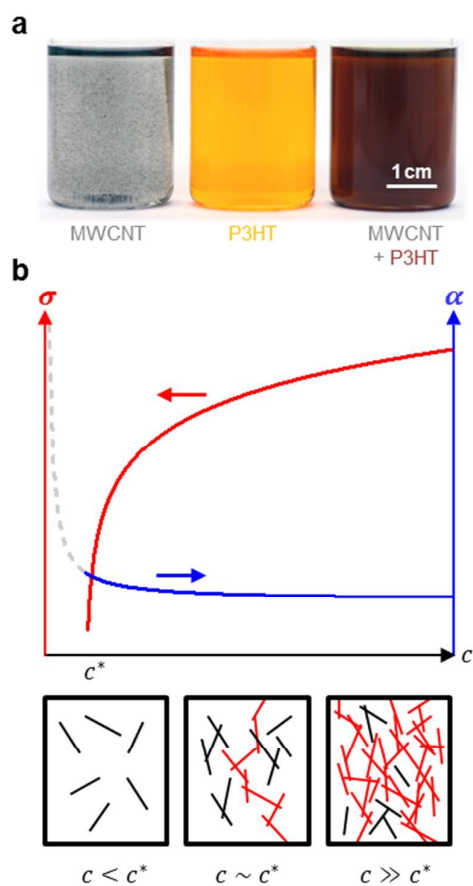 a
1 cm
MWCNT
P3HT
MWCNT
+ P3HT
b
σ
α
c*
c
c < c*
c ~ c*
c ≫ c*